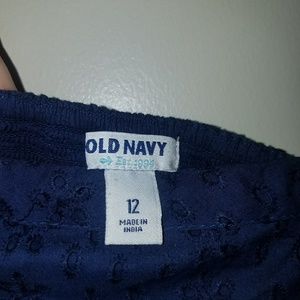 OLD NAVY
Est. 1994
12
MADE IN
INDIA